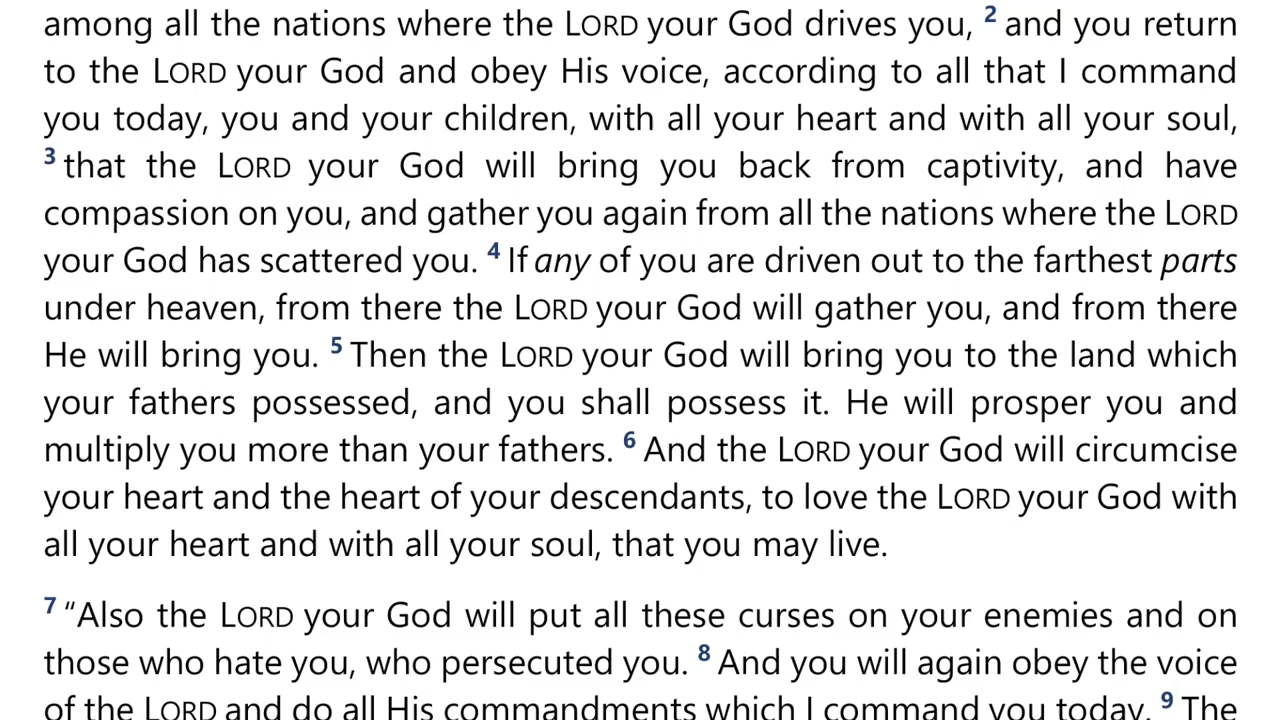 among all the nations where the LORD your God drives you, 2 and you return
to the LORD your God and obey His voice, according to all that I command
you today, you and your children, with all your heart and with all your soul,
3 that the LORD your God will bring you back from captivity, and have
compassion on you, and gather you again from all the nations where the LORD
your God has scattered you. 4 If any of you are driven out to the farthest parts
under heaven, from there the LORD your God will gather you, and from there
He will bring you. 5 Then the LORD your God will bring you to the land which
your fathers possessed, and you shall possess it. He will prosper you and
multiply you more than your fathers. 6 And the LORD your God will circumcise
your heart and the heart of your descendants, to love the LORD your God with
all your heart and with all your soul, that you may live.
7 “Also the LORD your God will put all these curses on your enemies and on
those who hate you, who persecuted you. 8 And you will again obey the voice
of the LORD and do all His commandments which I command you today. 9 The